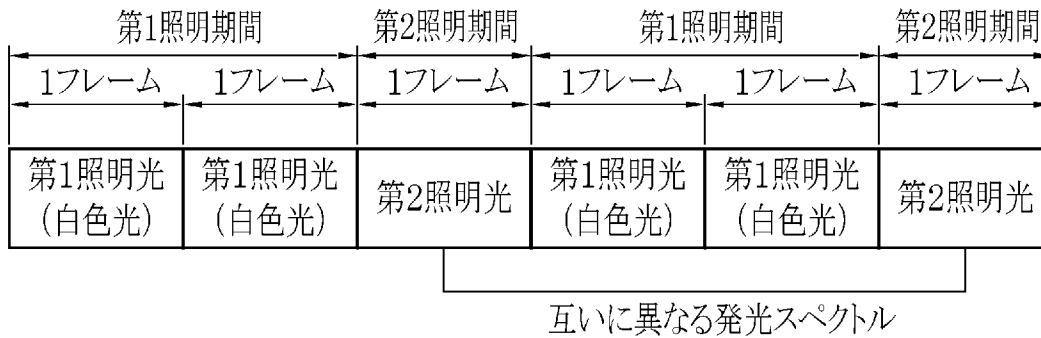 第1照明期間 第2照明期間 第1照明期間 第2照明期間
1フレーム 1フレーム 1フレーム 1フレーム 1フレーム 1フレーム
第1照明光 (白色光)
第1照明光 (白色光)
第2照明光
第1照明光 (白色光)
第1照明光 (白色光)
第2照明光
互いに異なる発光スペクトル